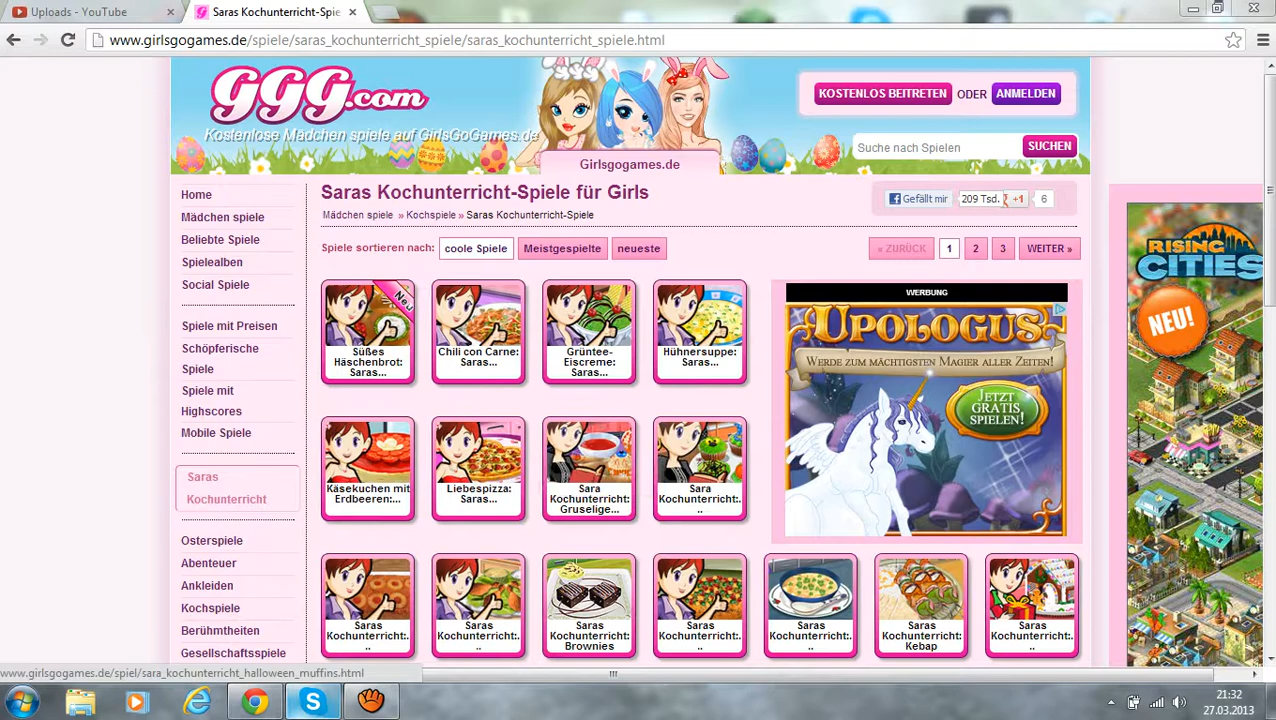 Uploads - YouTube
Saras Kochunterricht-Spie
www.girlsgogames.de/spiele/saras_kochunterricht_spiele/saras_kochunterricht_spiele.html
GGG.com
Kostenlose Mädchen spiele auf GirlsGoGames.de
KOSTENLOS BEITRETEN ODER ANMELDEN
Suche nach Spielen SUCHEN
Girlsgogames.de
Home
Mädchen spiele
Beliebte Spiele
Spielealben
Social Spiele
Spiele mit Preisen
Schöpferische
Spiele
Spiele mit
Highscores
Mobile Spiele
Saras
Kochunterricht
Osterspiele
Abenteuer
Ankleiden
Kochspiele
Berühmtheiten
Gesellschaftsspiele
Saras Kochunterricht-Spiele für Girls
Mädchen spiele » Kochspiele » Saras Kochunterricht-Spiele
Gefällt mir 209 Tsd. +1 6
Spiele sortieren nach: coole Spiele Meistgespielte neueste
« ZURÜCK 1 2 3 WEITER »
Neu
Süßes
Häschenbrot:
Saras...
Chili con Carne:
Saras...
Grüntee-
Eiscreme:
Saras...
Hühnersuppe:
Saras...
Käsekuchen mit
Erdbeeren:...
Liebespizza:
Saras...
Sara
Kochunterricht:
Gruselige...
Sara
Kochunterricht:.
..
Saras
Kochunterricht:.
..
Saras
Kochunterricht:.
..
Saras
Kochunterricht:
Brownies
Saras
Kochunterricht:.
..
Saras
Kochunterricht:.
..
Saras
Kochunterricht:
Kebap
Saras
Kochunterricht:.
..
WERBUNG
UPOLOGUS
WERDE ZUM MÄCHTIGSTEN MAGIER ALLER ZEITEN!
JETZT
GRATIS
SPIELEN!
RISING
CITIES
NEU!
www.girlsgogames.de/spiel/sara_kochunterricht_halloween_muffins.html
21:32
27.03.2013